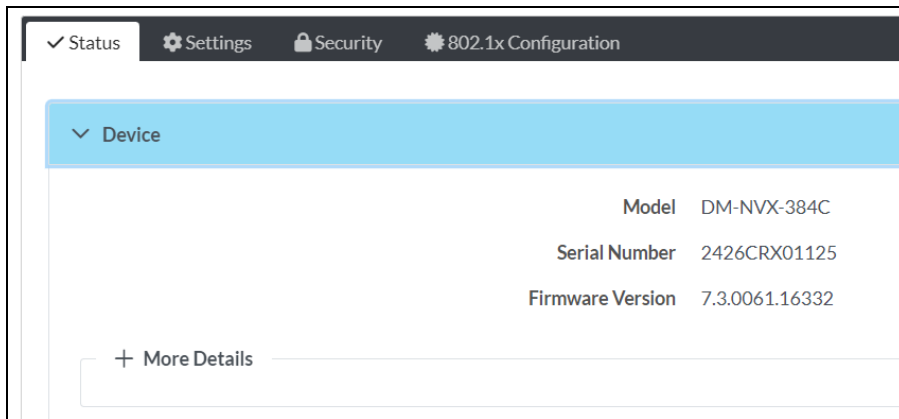 Status Settings Security 802.1x Configuration
Device
Model DM-NVX-384C
Serial Number 2426CRX01125
Firmware Version 7.3.0061.16332
More Details